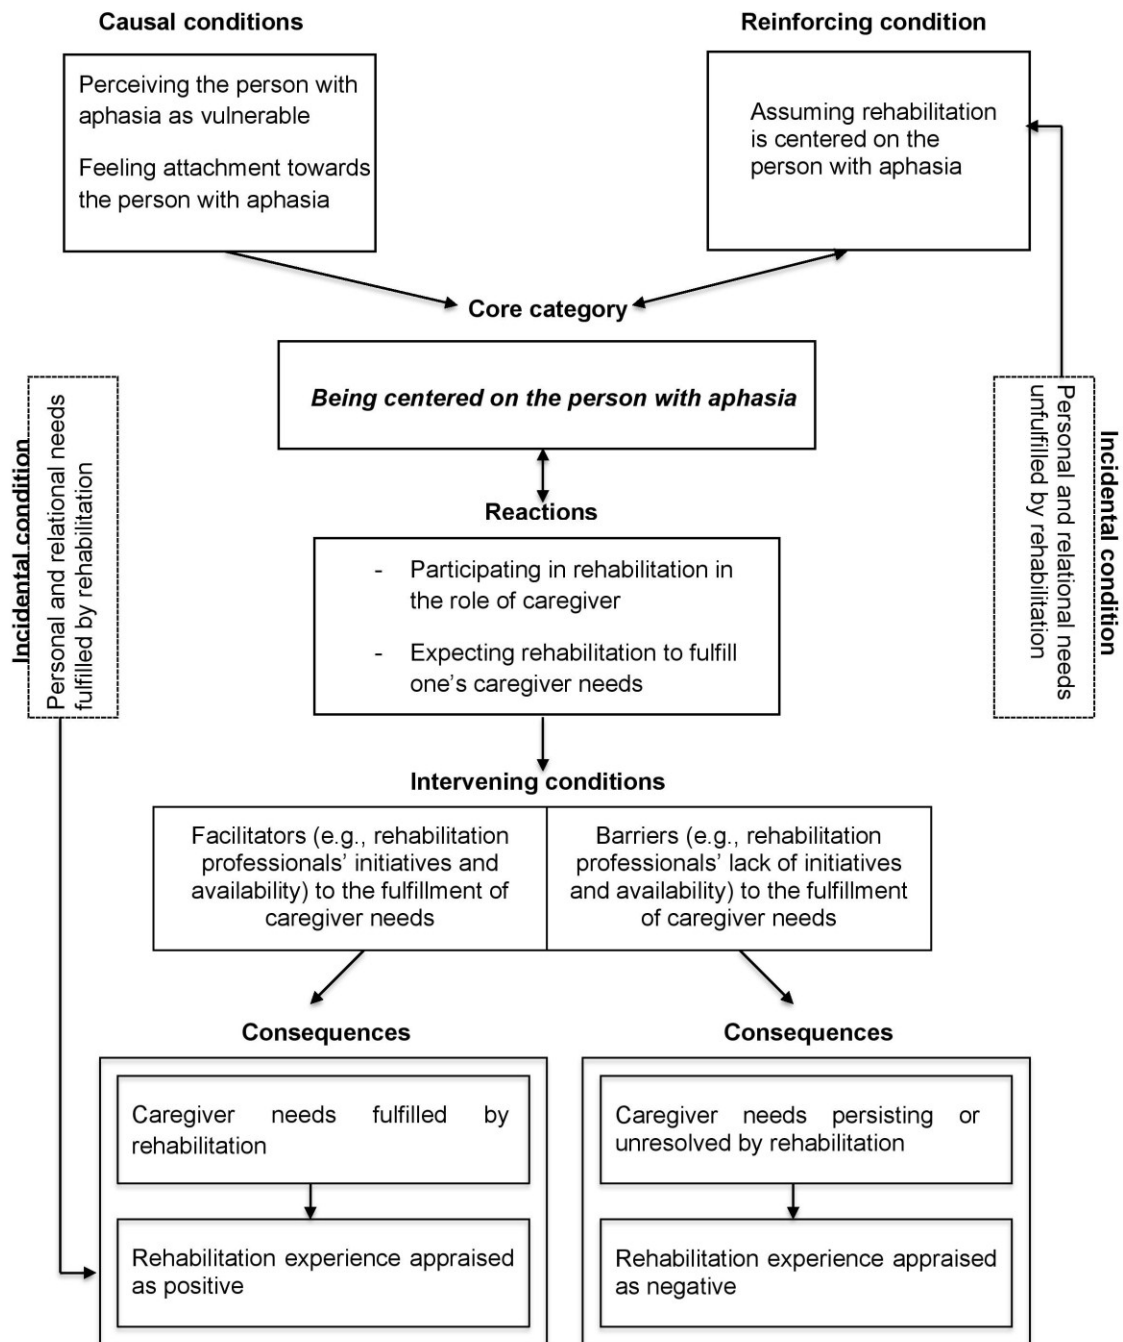 Causal conditions
Perceiving the person with
aphasia as vulnerable
Feeling attachment towards
the person with aphasia
Reinforcing condition
Assuming rehabilitation
is centered on the
person with aphasia
Core category
Being centered on the person with aphasia
Incidental condition
Personal and relational needs
fulfilled by rehabilitation
Personal and relational needs
unfulfilled by rehabilitation
Incidental condition
Reactions
- Participating in rehabilitation in
the role of caregiver
- Expecting rehabilitation to fulfill
one's caregiver needs
Intervening conditions
Facilitators (e.g., rehabilitation
professionals' initiatives and
availability) to the fulfillment of
caregiver needs
Barriers (e.g., rehabilitation
professionals' lack of initiatives
and availability) to the fulfillment
of caregiver needs
Consequences
Caregiver needs fulfilled by
rehabilitation
Rehabilitation experience appraised
as positive
Consequences
Caregiver needs persisting or
unresolved by rehabilitation
Rehabilitation experience appraised
as negative